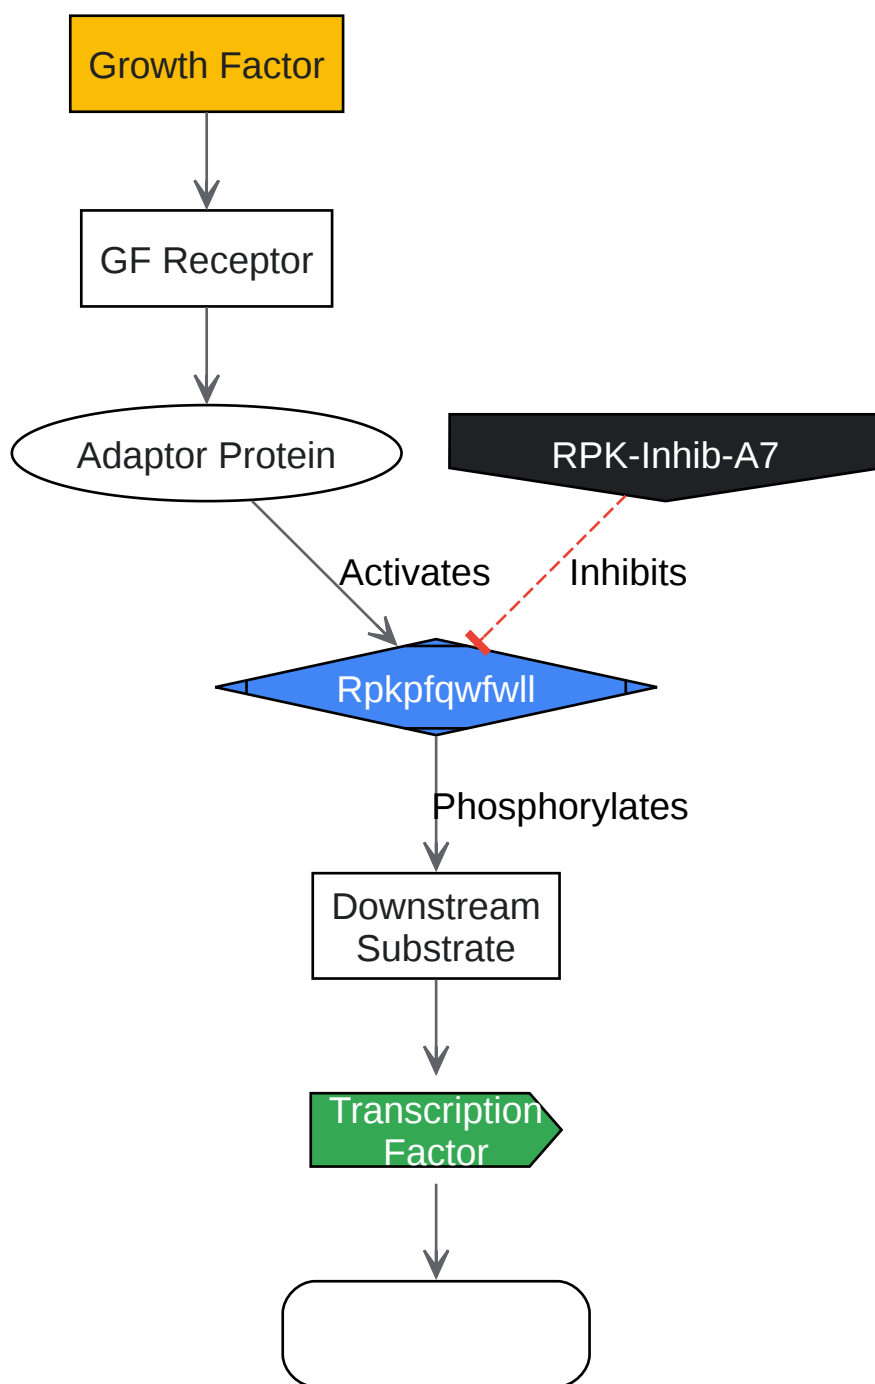 Growth Factor
GF Receptor
Adaptor Protein
RPK-Inhib-A7
Activates
Inhibits
Rpkpfqwfwll
Phosphorylates
Downstream
Substrate
Transcription
Factor